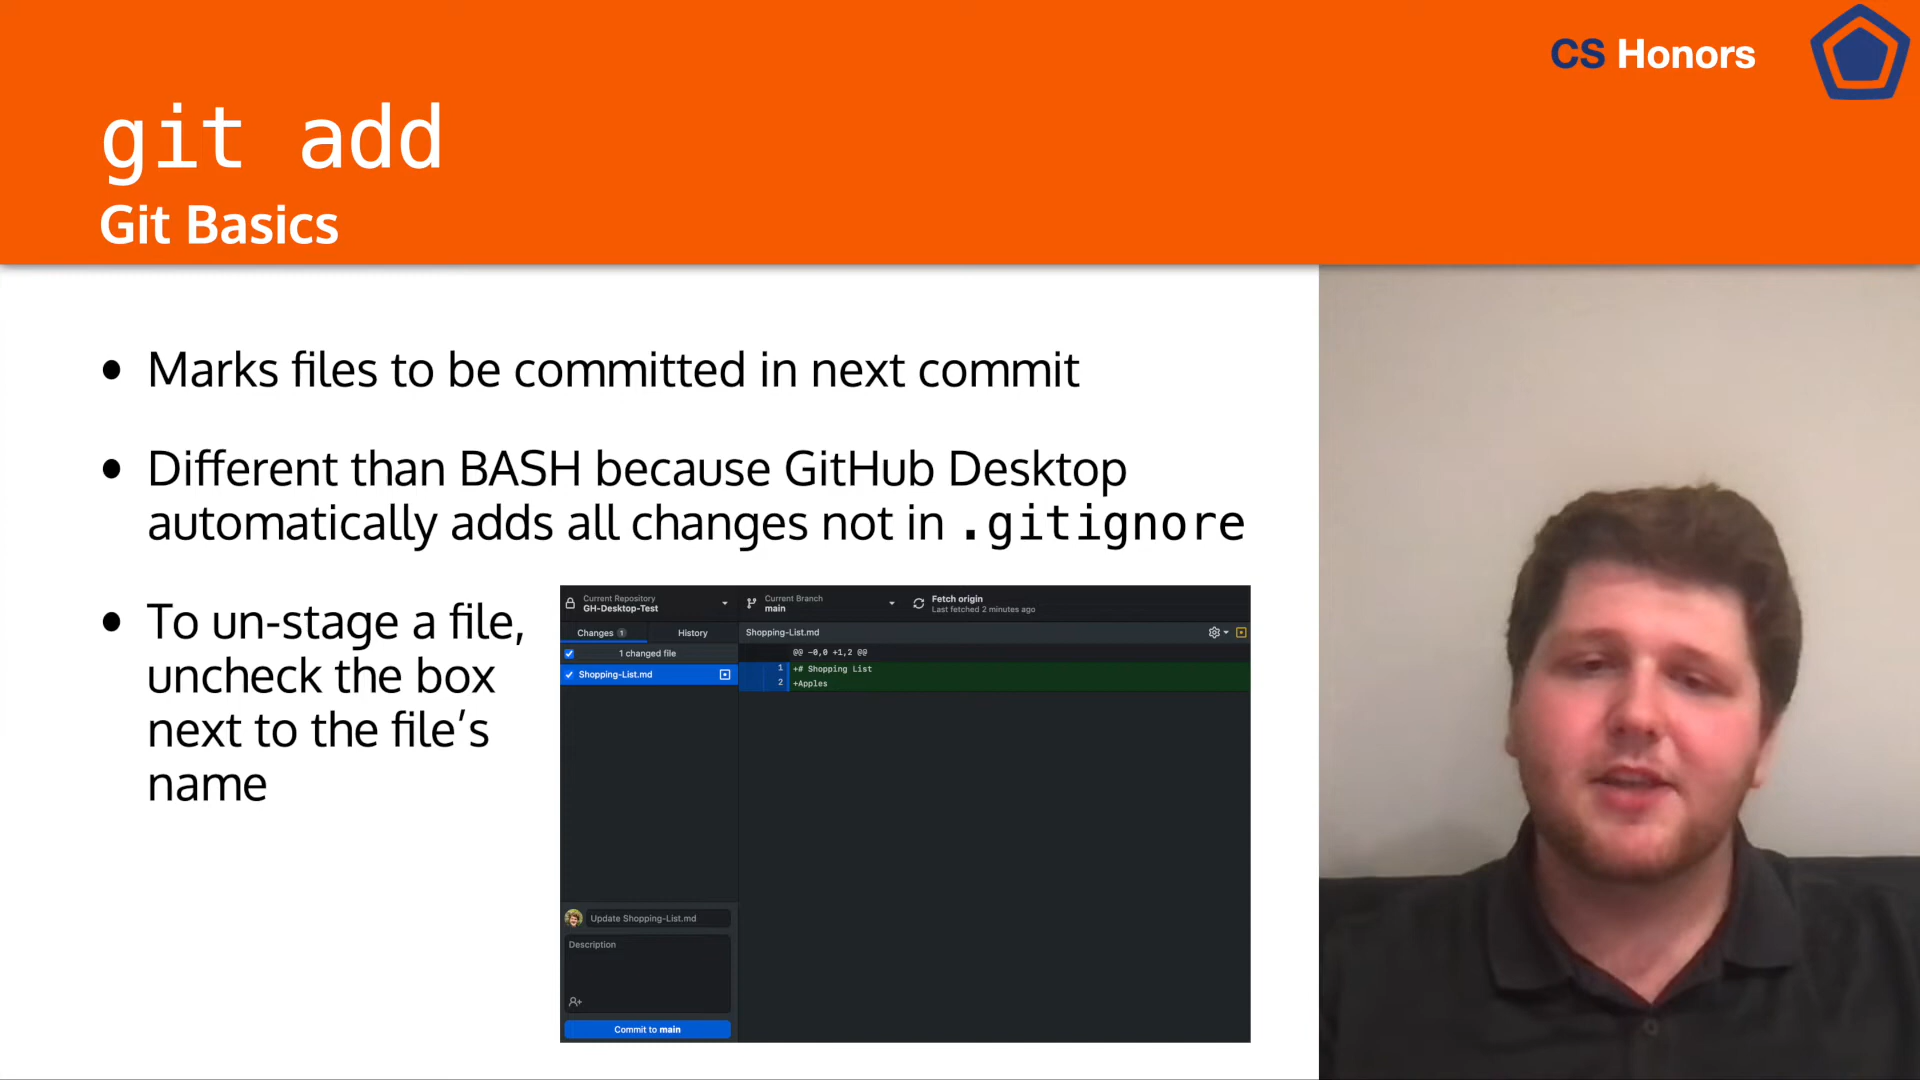 CS Honors
git add
Git Basics
• Marks files to be committed in next commit
• Different than BASH because GitHub Desktop
automatically adds all changes not in .gitignore
• To un-stage a file,
uncheck the box
next to the file’s
name
Current Repository
GH-Desktop-Test
Current Branch
main
Fetch origin
Last fetched 2 minutes ago
Changes 1
History
Shopping-List.md
1 changed file
@@ -0,0 +1,2 @@
Shopping-List.md
1 +# Shopping List
2 +Apples
Update Shopping-List.md
Description
Commit to main